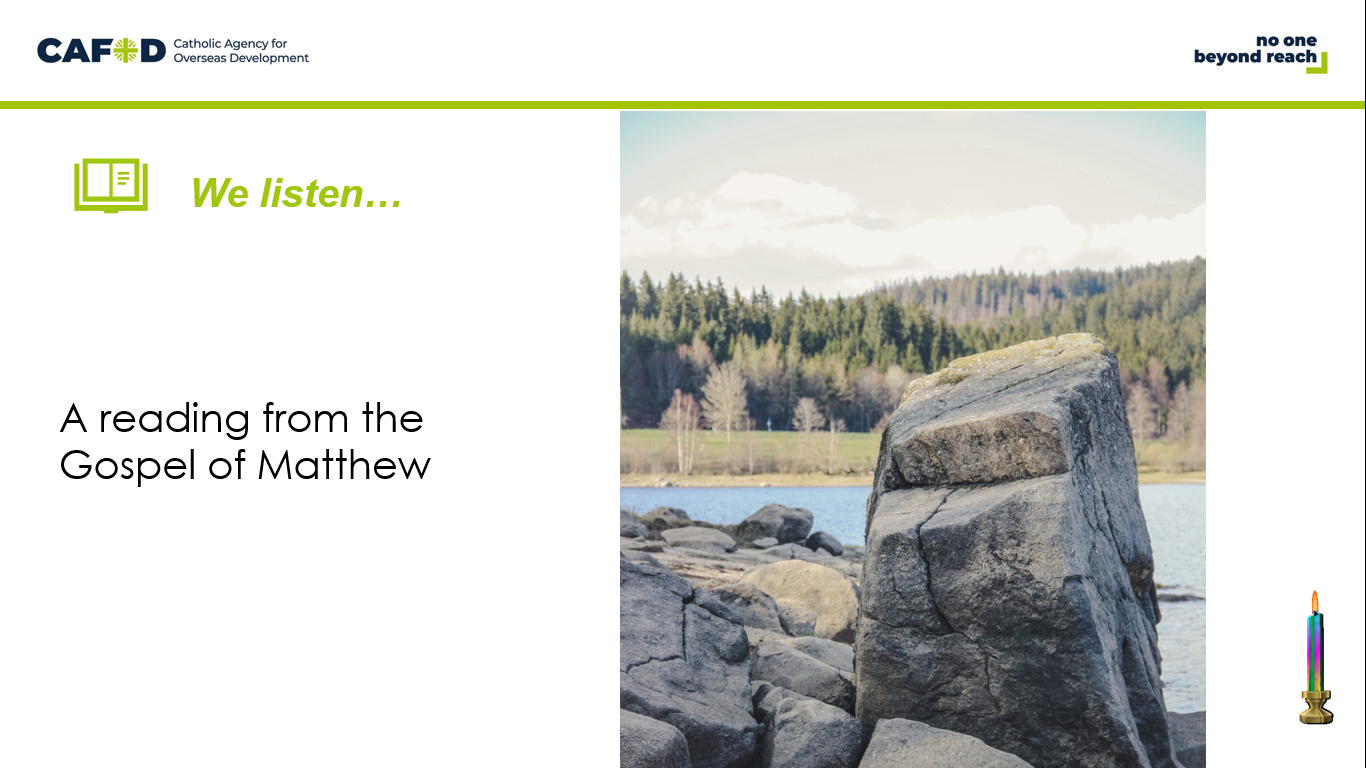 CAFOD Catholic Agency for
Overseas Development
no one
beyond reach
We listen…
A reading from the
Gospel of Matthew